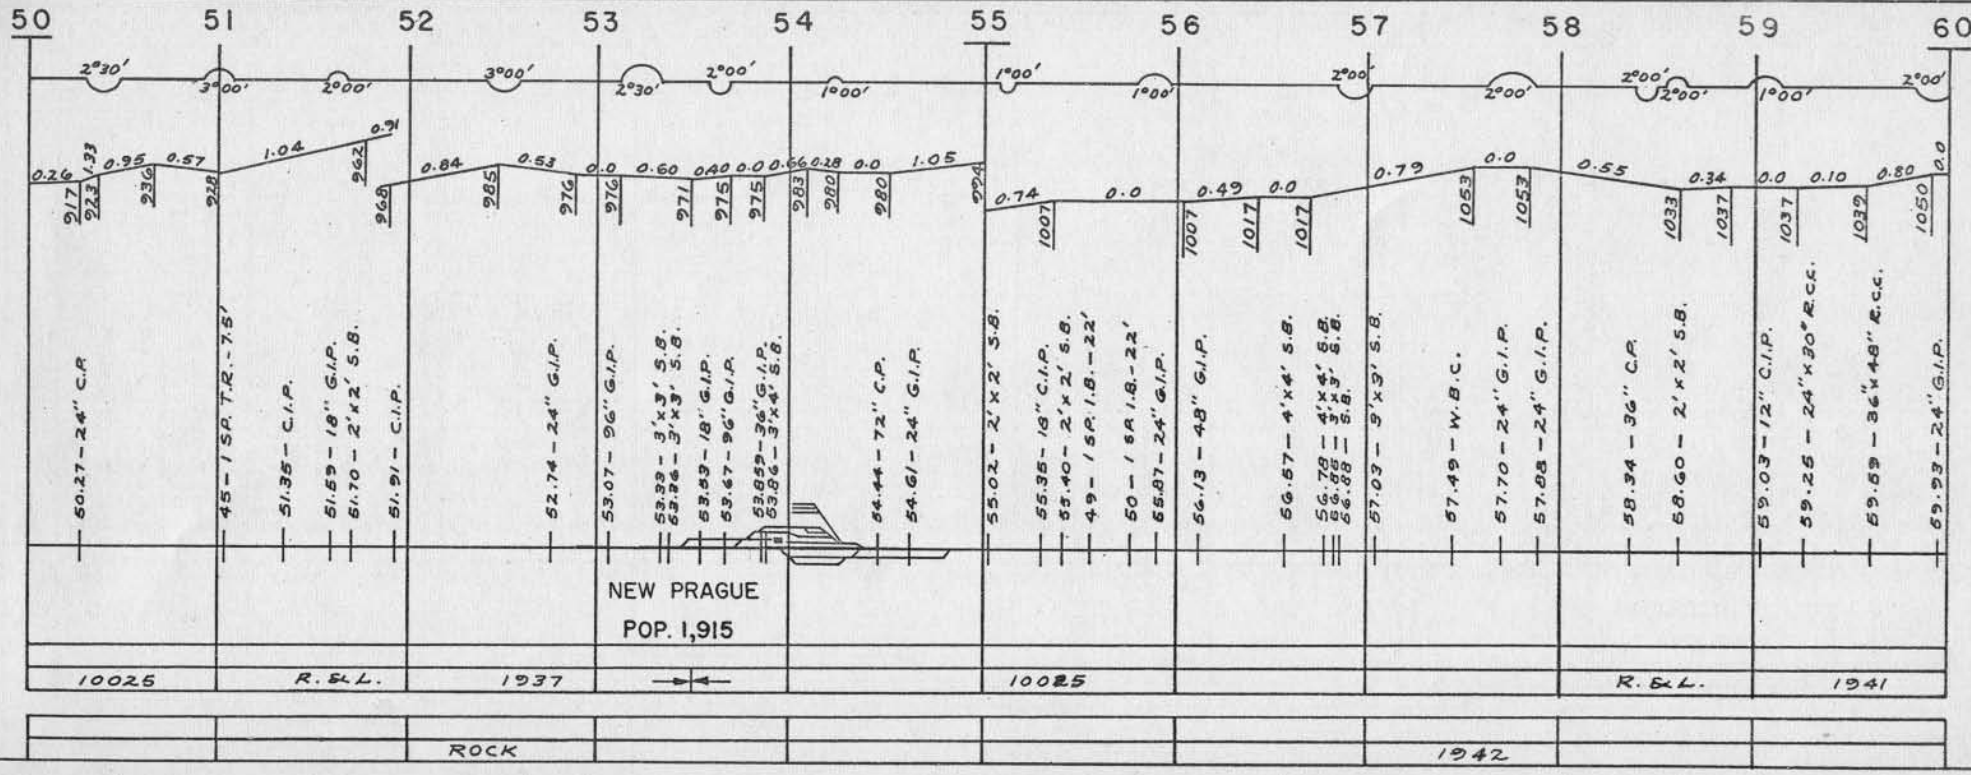 50 51 52 53 54 55 56 57 58 59 60
2°30' 3°00' 2°00' 3°00' 2°30' 2°00' 1°00' 1°00' 1°00' 2°00' 2°00' 2°00' 2°00' 1°00' 2°00'
0.26 1.33 0.95 0.57 1.04 0.91 0.84 0.53 0.0 0.60 0.40 0.0 0.66 0.28 0.0 1.05 0.74 0.0 0.49 0.0 0.79 0.0 0.55 0.34 0.0 0.10 0.80 0.0
917 923 936 928 962 968 985 976 976 971 975 975 983 980 980 994 1007 1007 1017 1017 1053 1053 1033 1037 1037 1039 1050
50.27-24" C.P.
45-1 SP. T.R.-75'
51.35-C.I.P.
51.59-18" G.I.P.
51.70-2'x2' S.B.
51.91-C.I.P.
52.74-24" G.I.P.
53.07-96" G.I.P.
53.33-3'x3' S.B.
53.36-3'x3' S.B.
53.53-18" G.I.P.
53.67-96" G.I.P.
53.859-36" G.I.P.
53.86-3'x4' S.B.
54.44-72" C.P.
54.61-24" G.I.P.
55.02-2'x2' S.B.
55.35-18" C.I.P.
55.40-2'x2' S.B.
49-1 SP. I.B.-22'
50-1 SP. I.B.-22'
55.87-24" G.I.P.
56.13-48" G.I.P.
56.57-4'x4' S.B.
56.78-4'x4' S.B.
56.85-3'x3' S.B.
56.88-S.B.
57.03-9'x3' S.B.
57.49-W.B.C.
57.70-24" G.I.P.
57.88-24" G.I.P.
58.34-36" C.P.
58.60-2'x2' S.B.
59.03-12" C.I.P.
59.25-24"x30" R.C.C.
59.59-36"x48" R.C.C.
59.93-24" G.I.P.
NEW PRAGUE
POP. 1,915
10025 R.&L. 1937 10025 R.&L. 1941
ROCK 1942